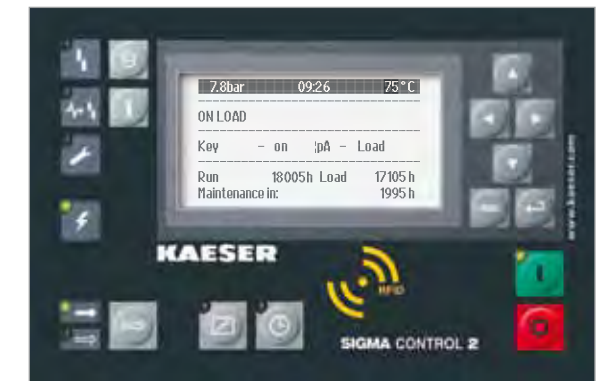 7.8bar 09:26 75°C
ON LOAD
Key - on ¦pA - Load
Run 18005h Load 17105h
Maintenance in: 1995h
www.kaeser.com
KAESER
RFID
SIGMA CONTROL 2